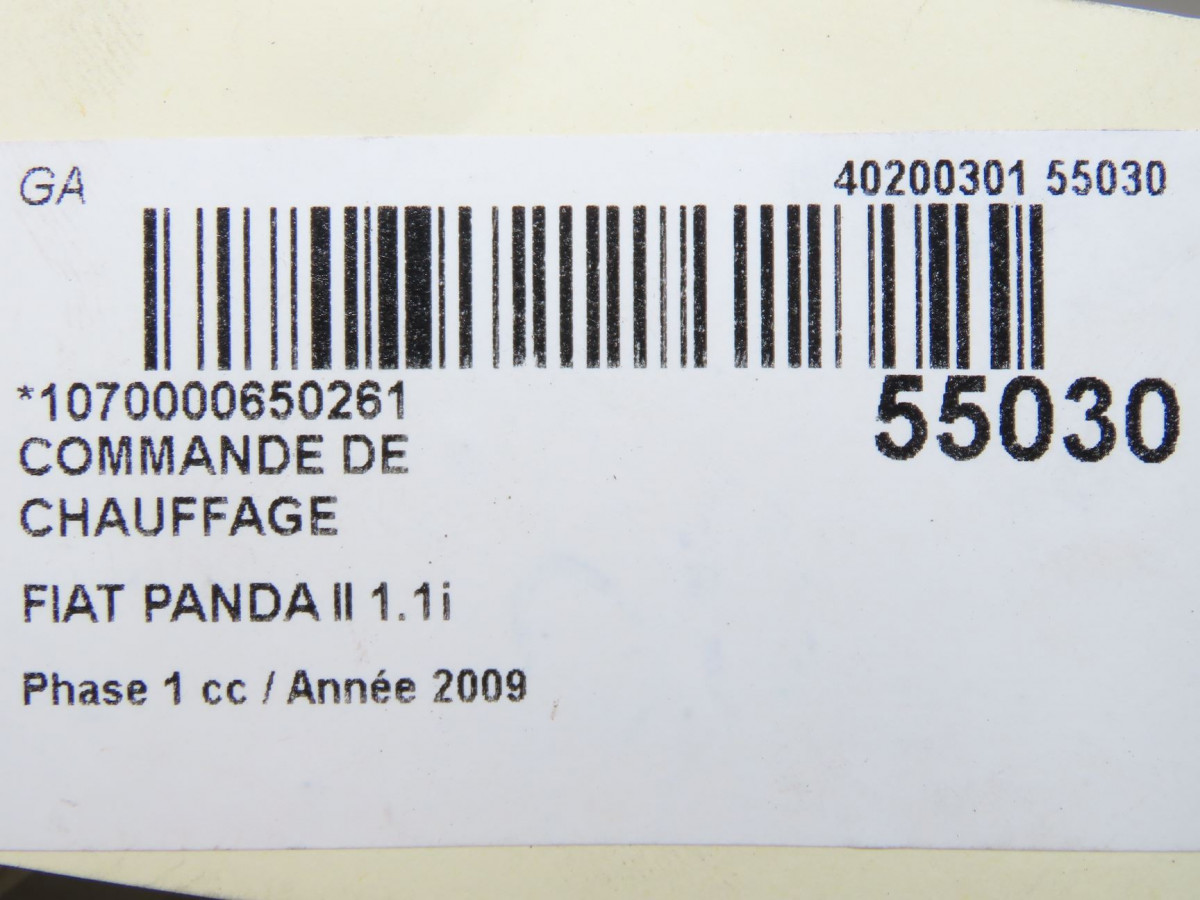 GA
40200301 55030
*1070000650261
55030
COMMANDE DE
CHAUFFAGE
FIAT PANDA II 1.1i
Phase 1 cc / Année 2009